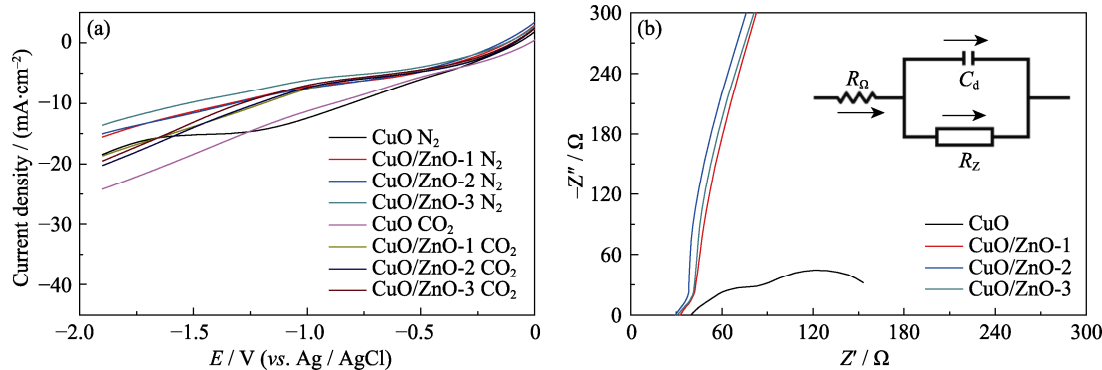 (a)
0
−10
−20
−30
−40
Current density / (mA·cm⁻²)
CuO N₂
CuO/ZnO-1 N₂
CuO/ZnO-2 N₂
CuO/ZnO-3 N₂
CuO CO₂
CuO/ZnO-1 CO₂
CuO/ZnO-2 CO₂
CuO/ZnO-3 CO₂
−2.0 −1.5 −1.0 −0.5 0
E / V (vs. Ag / AgCl)
(b)
300
240
180
120
60
0
−Z″/ Ω
R_Ω
C_d
R_Z
CuO
CuO/ZnO-1
CuO/ZnO-2
CuO/ZnO-3
0 60 120 180 240 300
Z′ / Ω